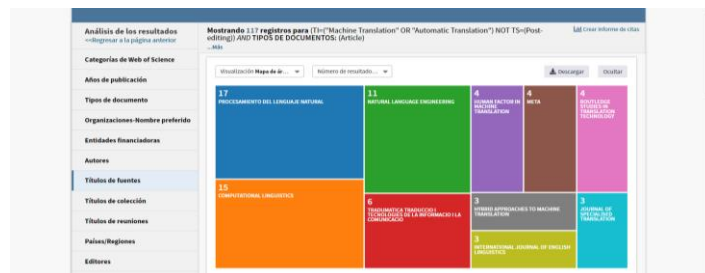 Análisis de los resultados
<<Regresar a la página anterior
Mostrando 117 registros para (TI=("Machine Translation" OR "Automatic Translation") NOT TS=(Post-
editing)) AND TIPOS DE DOCUMENTOS: (Article)
...Más
Crear informe de citas
Categorías de Web of Science
Años de publicación
Tipos de documento
Organizaciones-Nombre preferido
Entidades financiadoras
Autores
Títulos de fuentes
Títulos de colección
Títulos de reuniones
Países/Regiones
Editores
Visualización Mapa de ár...
Número de resultado...
Descargar
Ocultar
17
PROCESAMIENTO DEL LENGUAJE NATURAL
11
NATURAL LANGUAGE ENGINEERING
4
HUMAN FACTOR IN
MACHINE
TRANSLATION
4
META
4
ROUTLEDGE
STUDIES IN
TRANSLATION
TECHNOLOGY
15
COMPUTATIONAL LINGUISTICS
6
TRADUMATICA TRADUCCIO I
TECNOLOGIES DE LA INFORMACIO I LA
COMUNICACIO
3
HYBRID APPROACHES TO MACHINE
TRANSLATION
3
JOURNAL OF
SPECIALISED
TRANSLATION
3
INTERNATIONAL JOURNAL OF ENGLISH
LINGUISTICS